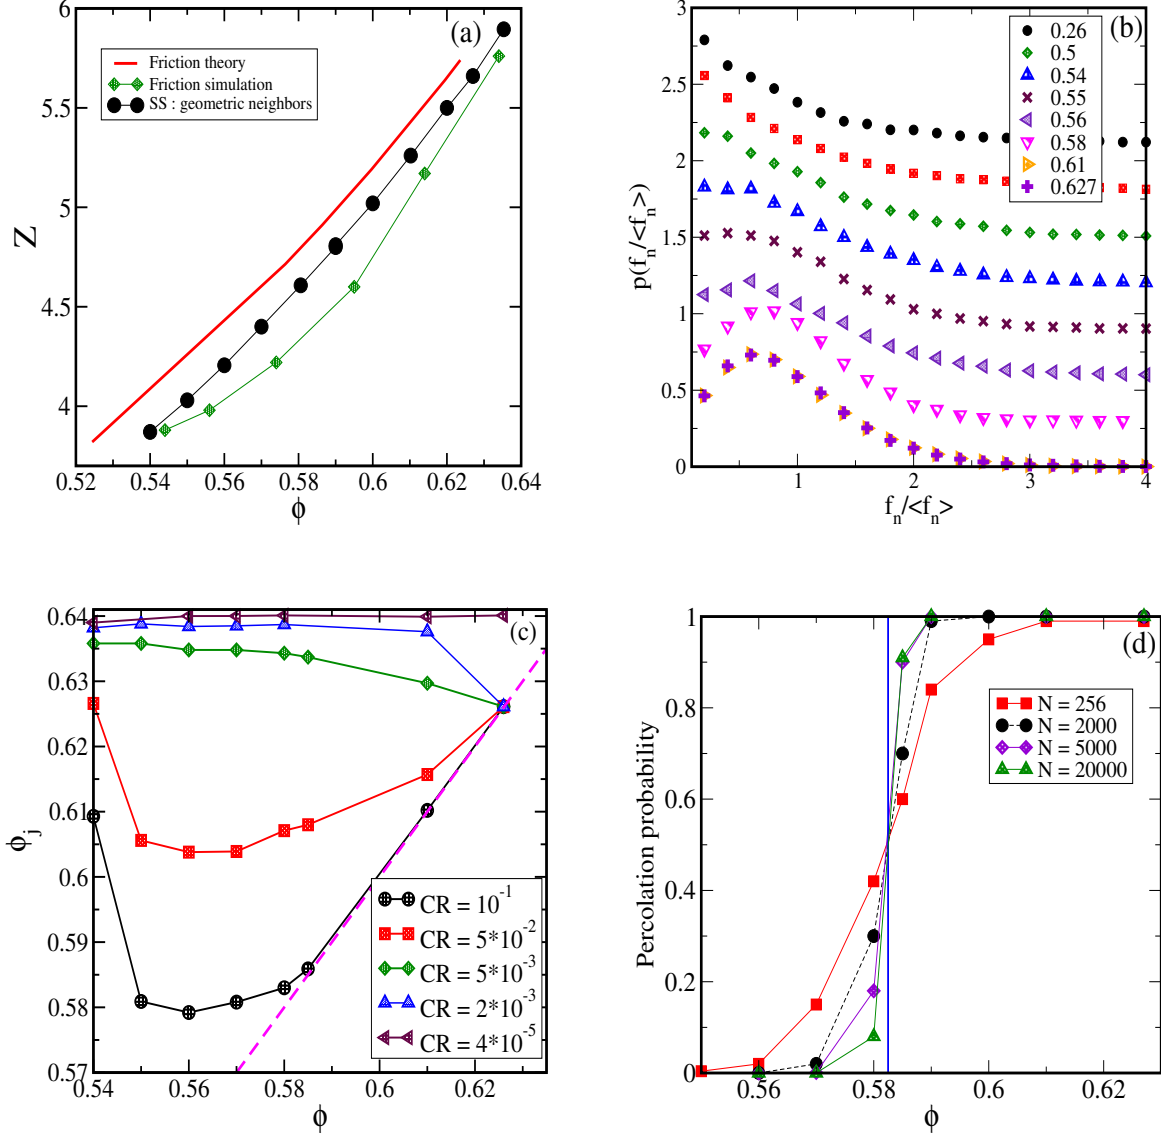 (a)
6
5.5
5
4.5
4
Z
Friction theory
Friction simulation
SS : geometric neighbors
0.52 0.54 0.56 0.58 0.6 0.62 0.64
ϕ
(b)
3
2.5
2
1.5
1
0.5
0
p(f_n/<f_n>)
0.26
0.5
0.54
0.55
0.56
0.58
0.61
0.627
1 2 3 4
f_n/<f_n>
(c)
0.64
0.63
0.62
0.61
0.6
0.59
0.58
0.57
ϕ_j
CR = 10^-1
CR = 5*10^-2
CR = 5*10^-3
CR = 2*10^-3
CR = 4*10^-5
0.54 0.56 0.58 0.6 0.62
ϕ
(d)
1
0.8
0.6
0.4
0.2
0
Percolation probability
N = 256
N = 2000
N = 5000
N = 20000
0.56 0.58 0.6 0.62
ϕ